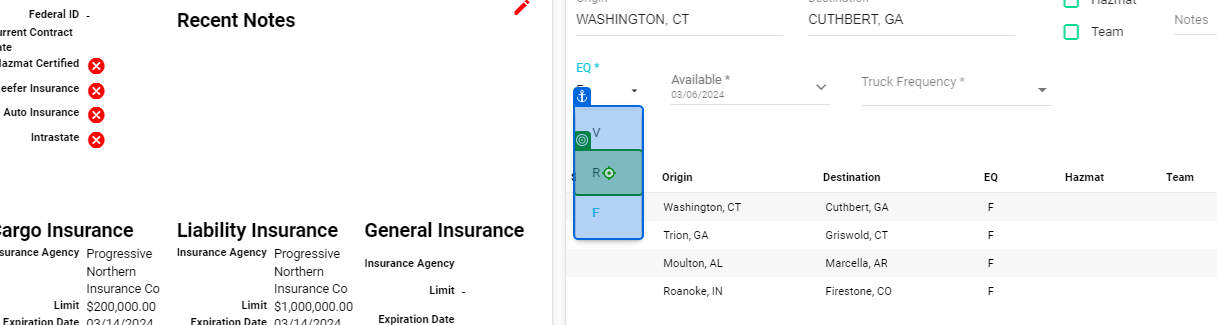 Federal ID -
Recent Notes
urrent Contract
ate
Hazmat Certified
eefer Insurance
Auto Insurance
Intrastate
Cargo Insurance
Insurance Agency Progressive
Northern
Insurance Co
Limit $200,000.00
Expiration Date 03/14/2024
Liability Insurance
Insurance Agency Progressive
Northern
Insurance Co
Limit $1,000,000.00
Expiration Date 03/14/2024
General Insurance
Insurance Agency
Limit -
Expiration Date
Origin
WASHINGTON, CT
Destination
CUTHBERT, GA
Hazmat
Team
Notes
EQ *
Available *
03/06/2024
Truck Frequency *
V
R
F
Origin Destination EQ Hazmat Team
Washington, CT Cuthbert, GA F
Trion, GA Griswold, CT F
Moulton, AL Marcella, AR F
Roanoke, IN Firestone, CO F